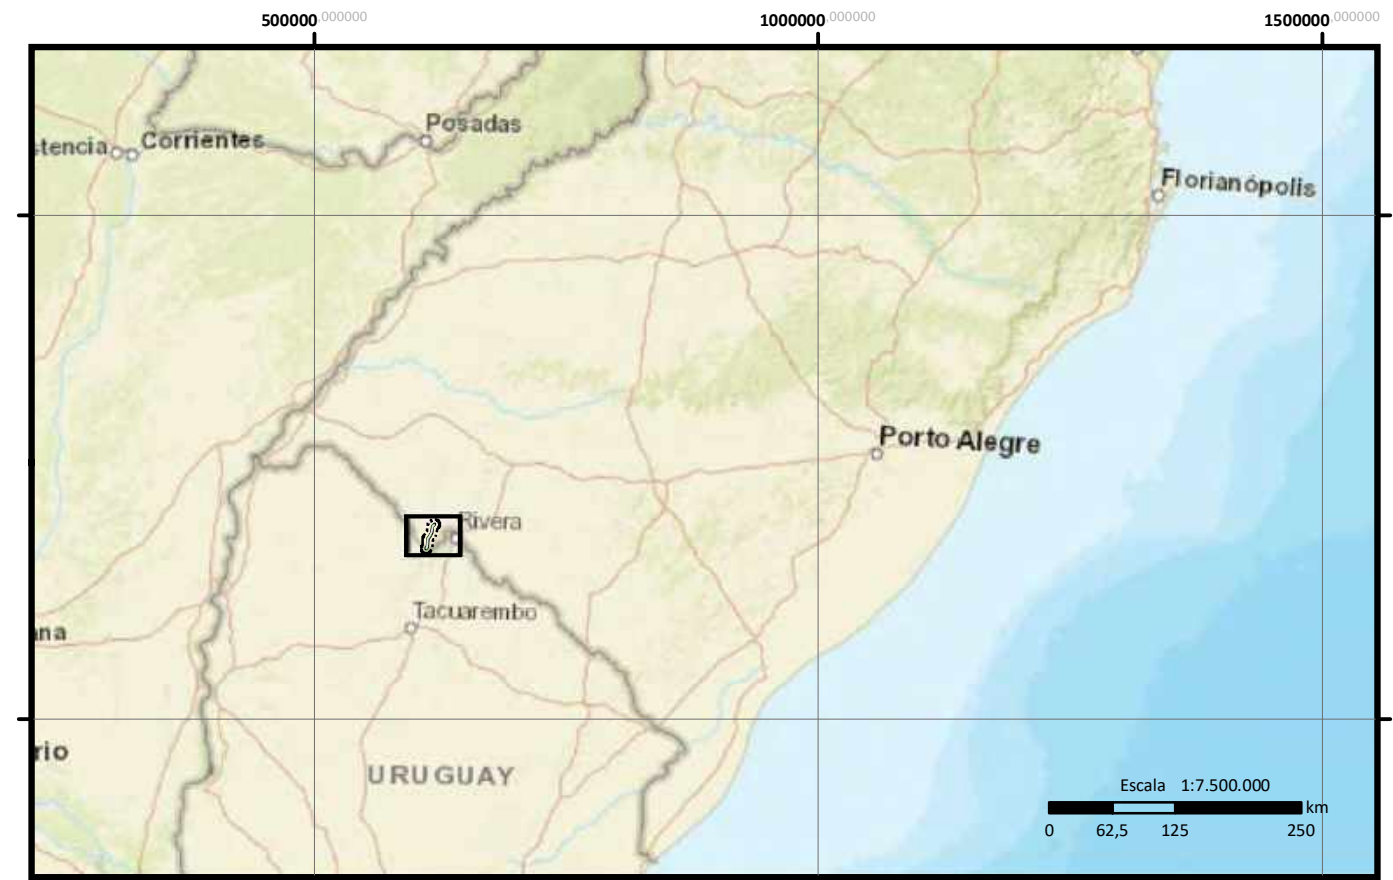 500000,000000 1000000,000000 1500000,000000
Posadas
stencia Corrientes
Florianópolis
Porto Alegre
Rivera
Tacuarembo
ana
rio
URUGUAY
Escala 1:7.500.000
km
0 62,5 125 250